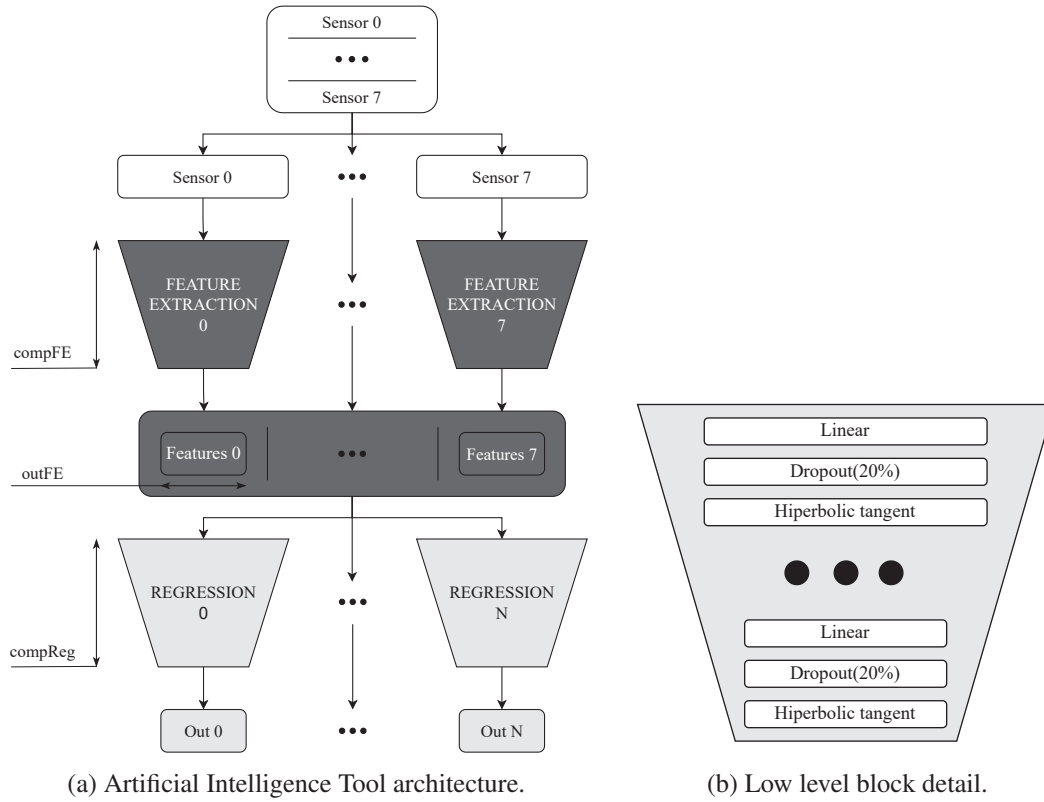 Sensor 0
•••
Sensor 7
Sensor 0
•••
Sensor 7
FEATURE
EXTRACTION
0
•••
FEATURE
EXTRACTION
7
compFE
Features 0
•••
Features 7
outFE
REGRESSION
0
•••
REGRESSION
N
compReg
Out 0
•••
Out N
(a) Artificial Intelligence Tool architecture.
Linear
Dropout(20%)
Hiperbolic tangent
•••
Linear
Dropout(20%)
Hiperbolic tangent
(b) Low level block detail.